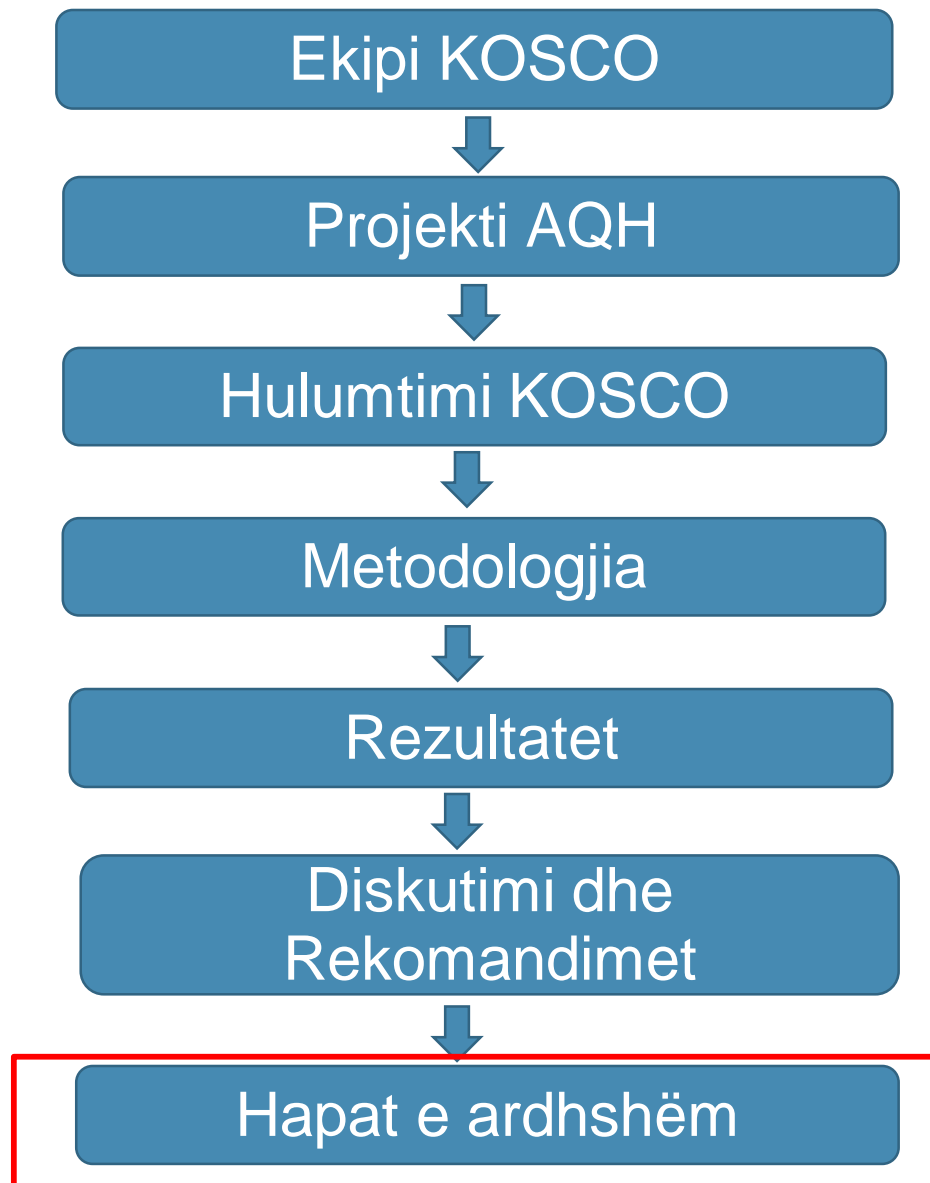 Ekipi KOSCO
Projekti AQH
Hulumtimi KOSCO
Metodologjia
Rezultatet
Diskutimi dhe
Rekomandimet
Hapat e ardhshëm